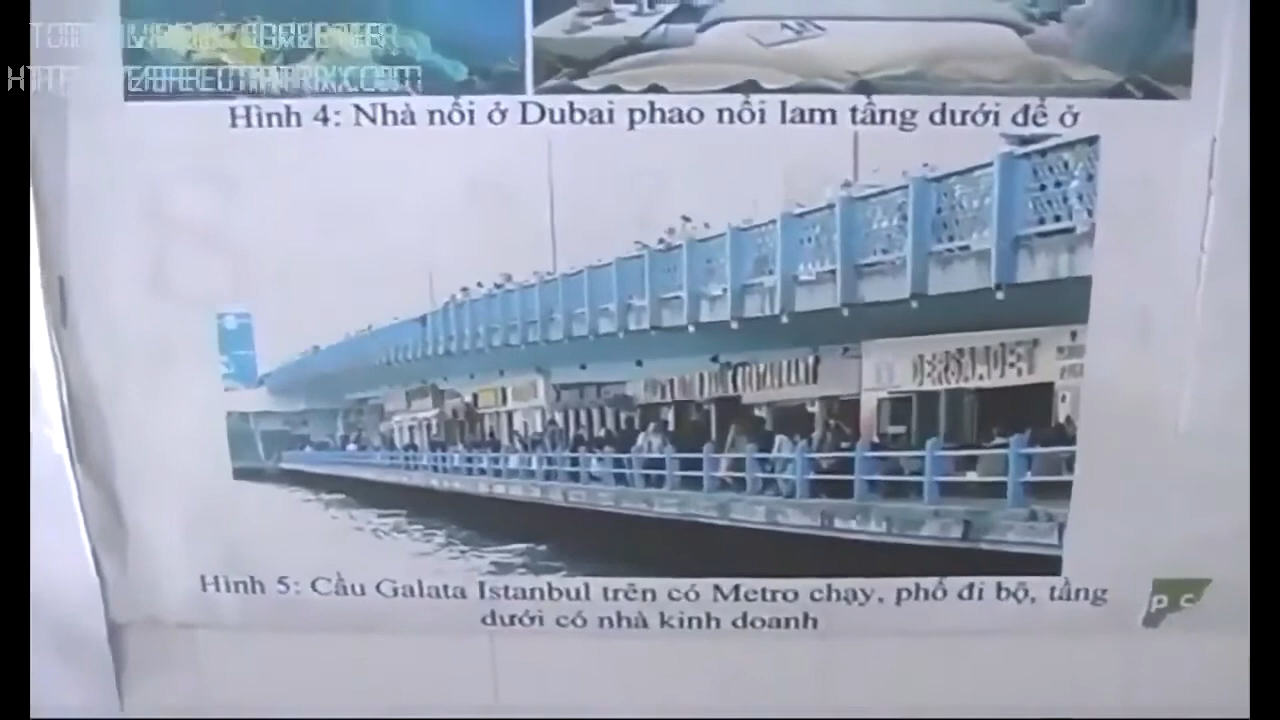 Hình 4: Nhà nổi ở Dubai phao nổi lam tầng dưới để ở
DERSAADET
Hình 5: Cầu Galata Istanbul trên có Metro chạy, phố đi bộ, tầng
dưới có nhà kinh doanh